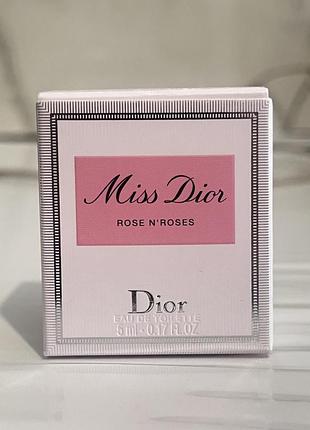 Miss Dior
ROSE N'ROSES
Dior
EAU DE TOILETTE
5 ml - 0.17 FL.OZ